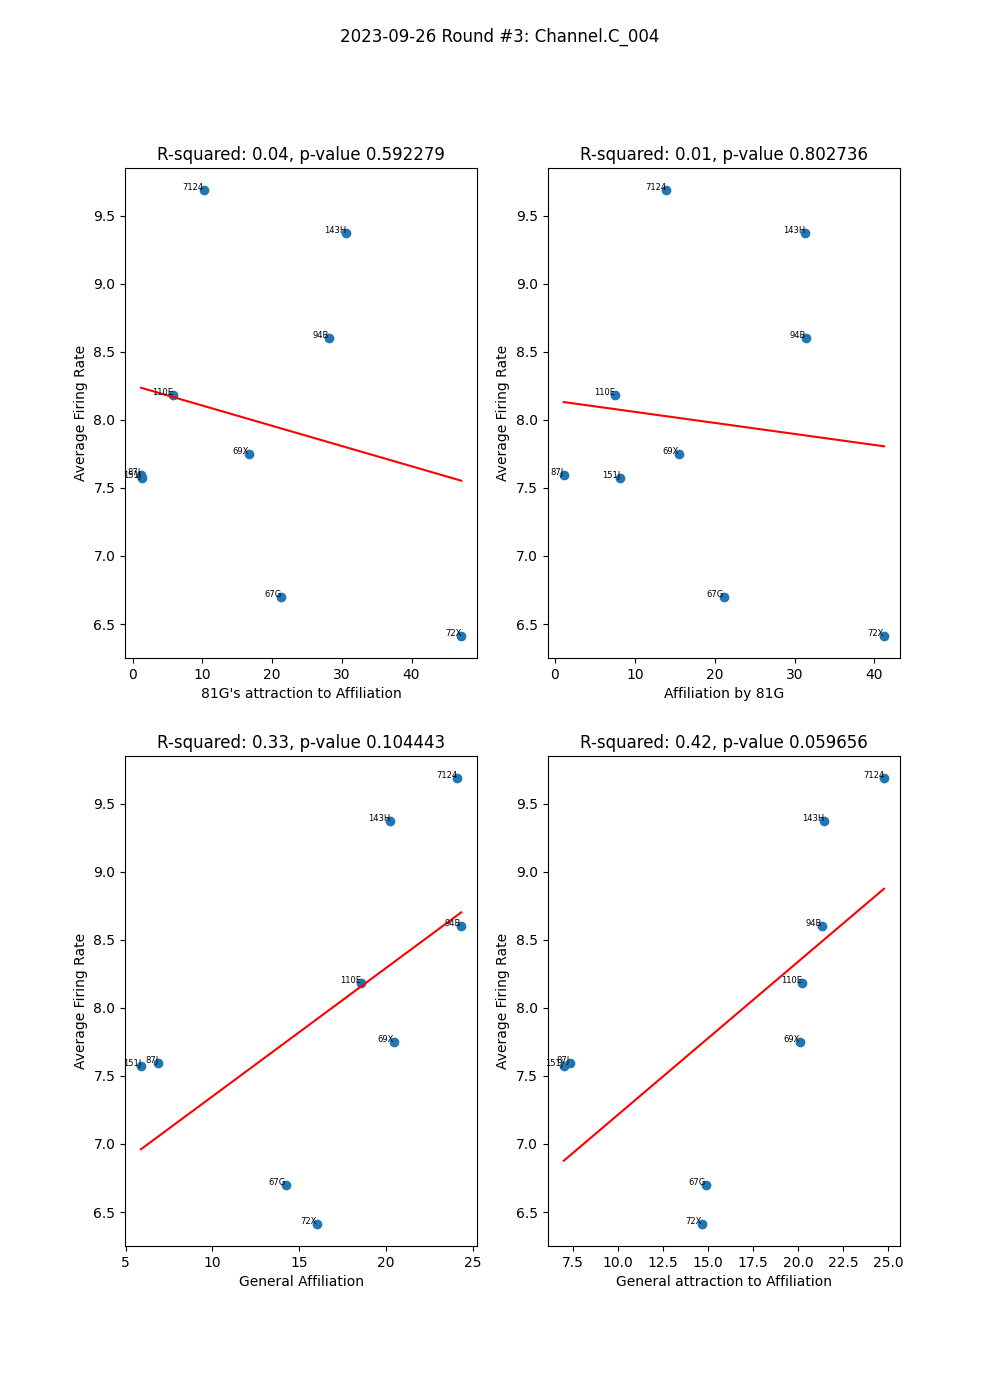 2023-09-26 Round #3: Channel.C_004
R-squared: 0.04, p-value 0.592279
Average Firing Rate
9.5
9.0
8.5
8.0
7.5
7.0
6.5
7124
143H
94B
110E
69X
87J
151J
67G
72X
0 10 20 30 40
81G's attraction to Affiliation
R-squared: 0.01, p-value 0.802736
Average Firing Rate
9.5
9.0
8.5
8.0
7.5
7.0
6.5
7124
143H
94B
110E
69X
87J
151J
67G
72X
0 10 20 30 40
Affiliation by 81G
R-squared: 0.33, p-value 0.104443
Average Firing Rate
9.5
9.0
8.5
8.0
7.5
7.0
6.5
7124
143H
94B
110E
69X
87J
151J
67G
72X
5 10 15 20 25
General Affiliation
R-squared: 0.42, p-value 0.059656
Average Firing Rate
9.5
9.0
8.5
8.0
7.5
7.0
6.5
7124
143H
94B
110E
69X
87J
151J
67G
72X
7.5 10.0 12.5 15.0 17.5 20.0 22.5 25.0
General attraction to Affiliation